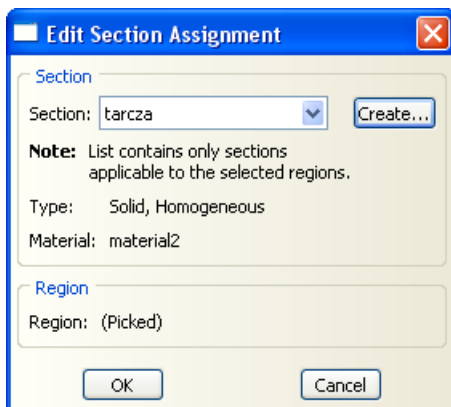 Edit Section Assignment
Section
Section: tarcza Create...
Note: List contains only sections
applicable to the selected regions.
Type: Solid, Homogeneous
Material: material2
Region
Region: (Picked)
OK Cancel